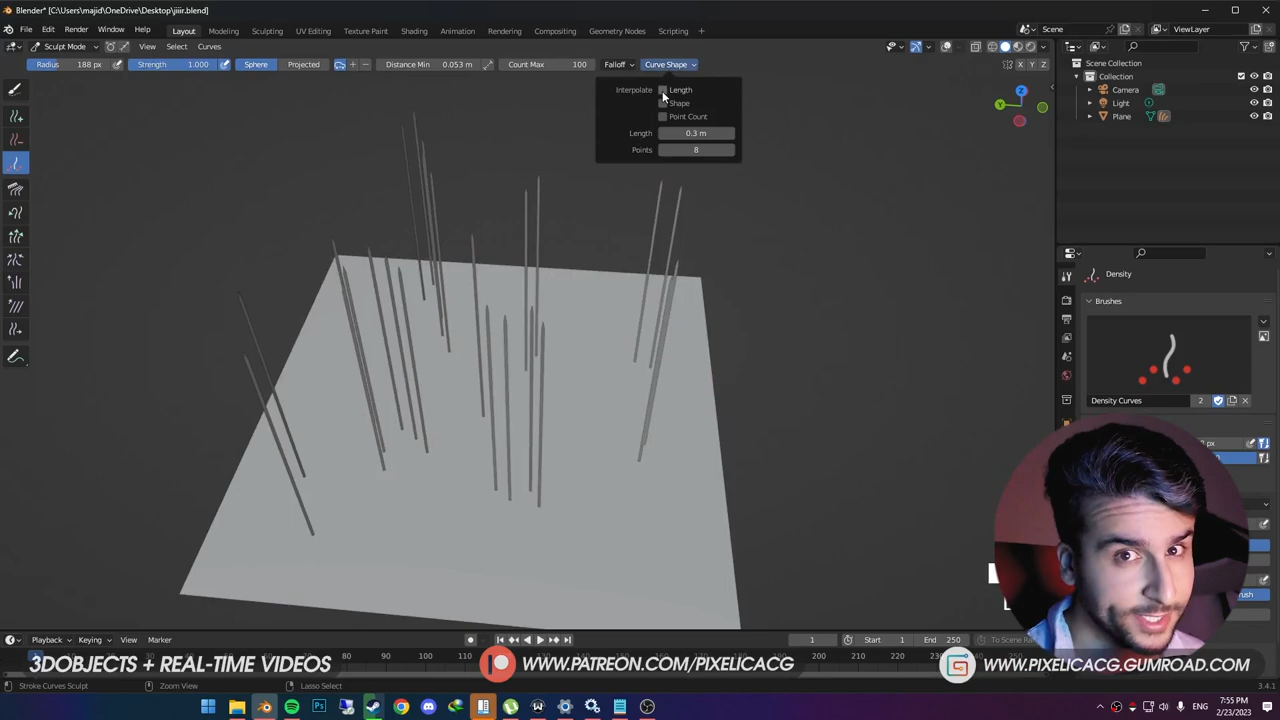 Blender* [C:\Users\majid\OneDrive\Desktop\jiiir.blend]
File Edit Render Window Help Layout Modeling Sculpting UV Editing Texture Paint Shading Animation Rendering Compositing Geometry Nodes Scripting + Scene ViewLayer
Sculpt Mode View Select Curves
Radius 188 px Strength 1.000 Sphere Projected Distance Min 0.053 m Count Max 100 Falloff Curve Shape X Y Z
Interpolate Length
Shape
Point Count
Length 0.3 m
Points 8
Scene Collection
Collection
Camera
Light
Plane
Z
Y
Density
Brushes
Density Curves 2
Playback Keying View Marker 1 Start 1 End 250
3DOBJECTS + REAL-TIME VIDEOS WWW.PATREON.COM/PIXELICACG WWW.PIXELICACG.GUMROAD.COM
Stroke Curves Sculpt Zoom View Lasso Select 3.4.1
ENG 7:55 PM
2/23/2023